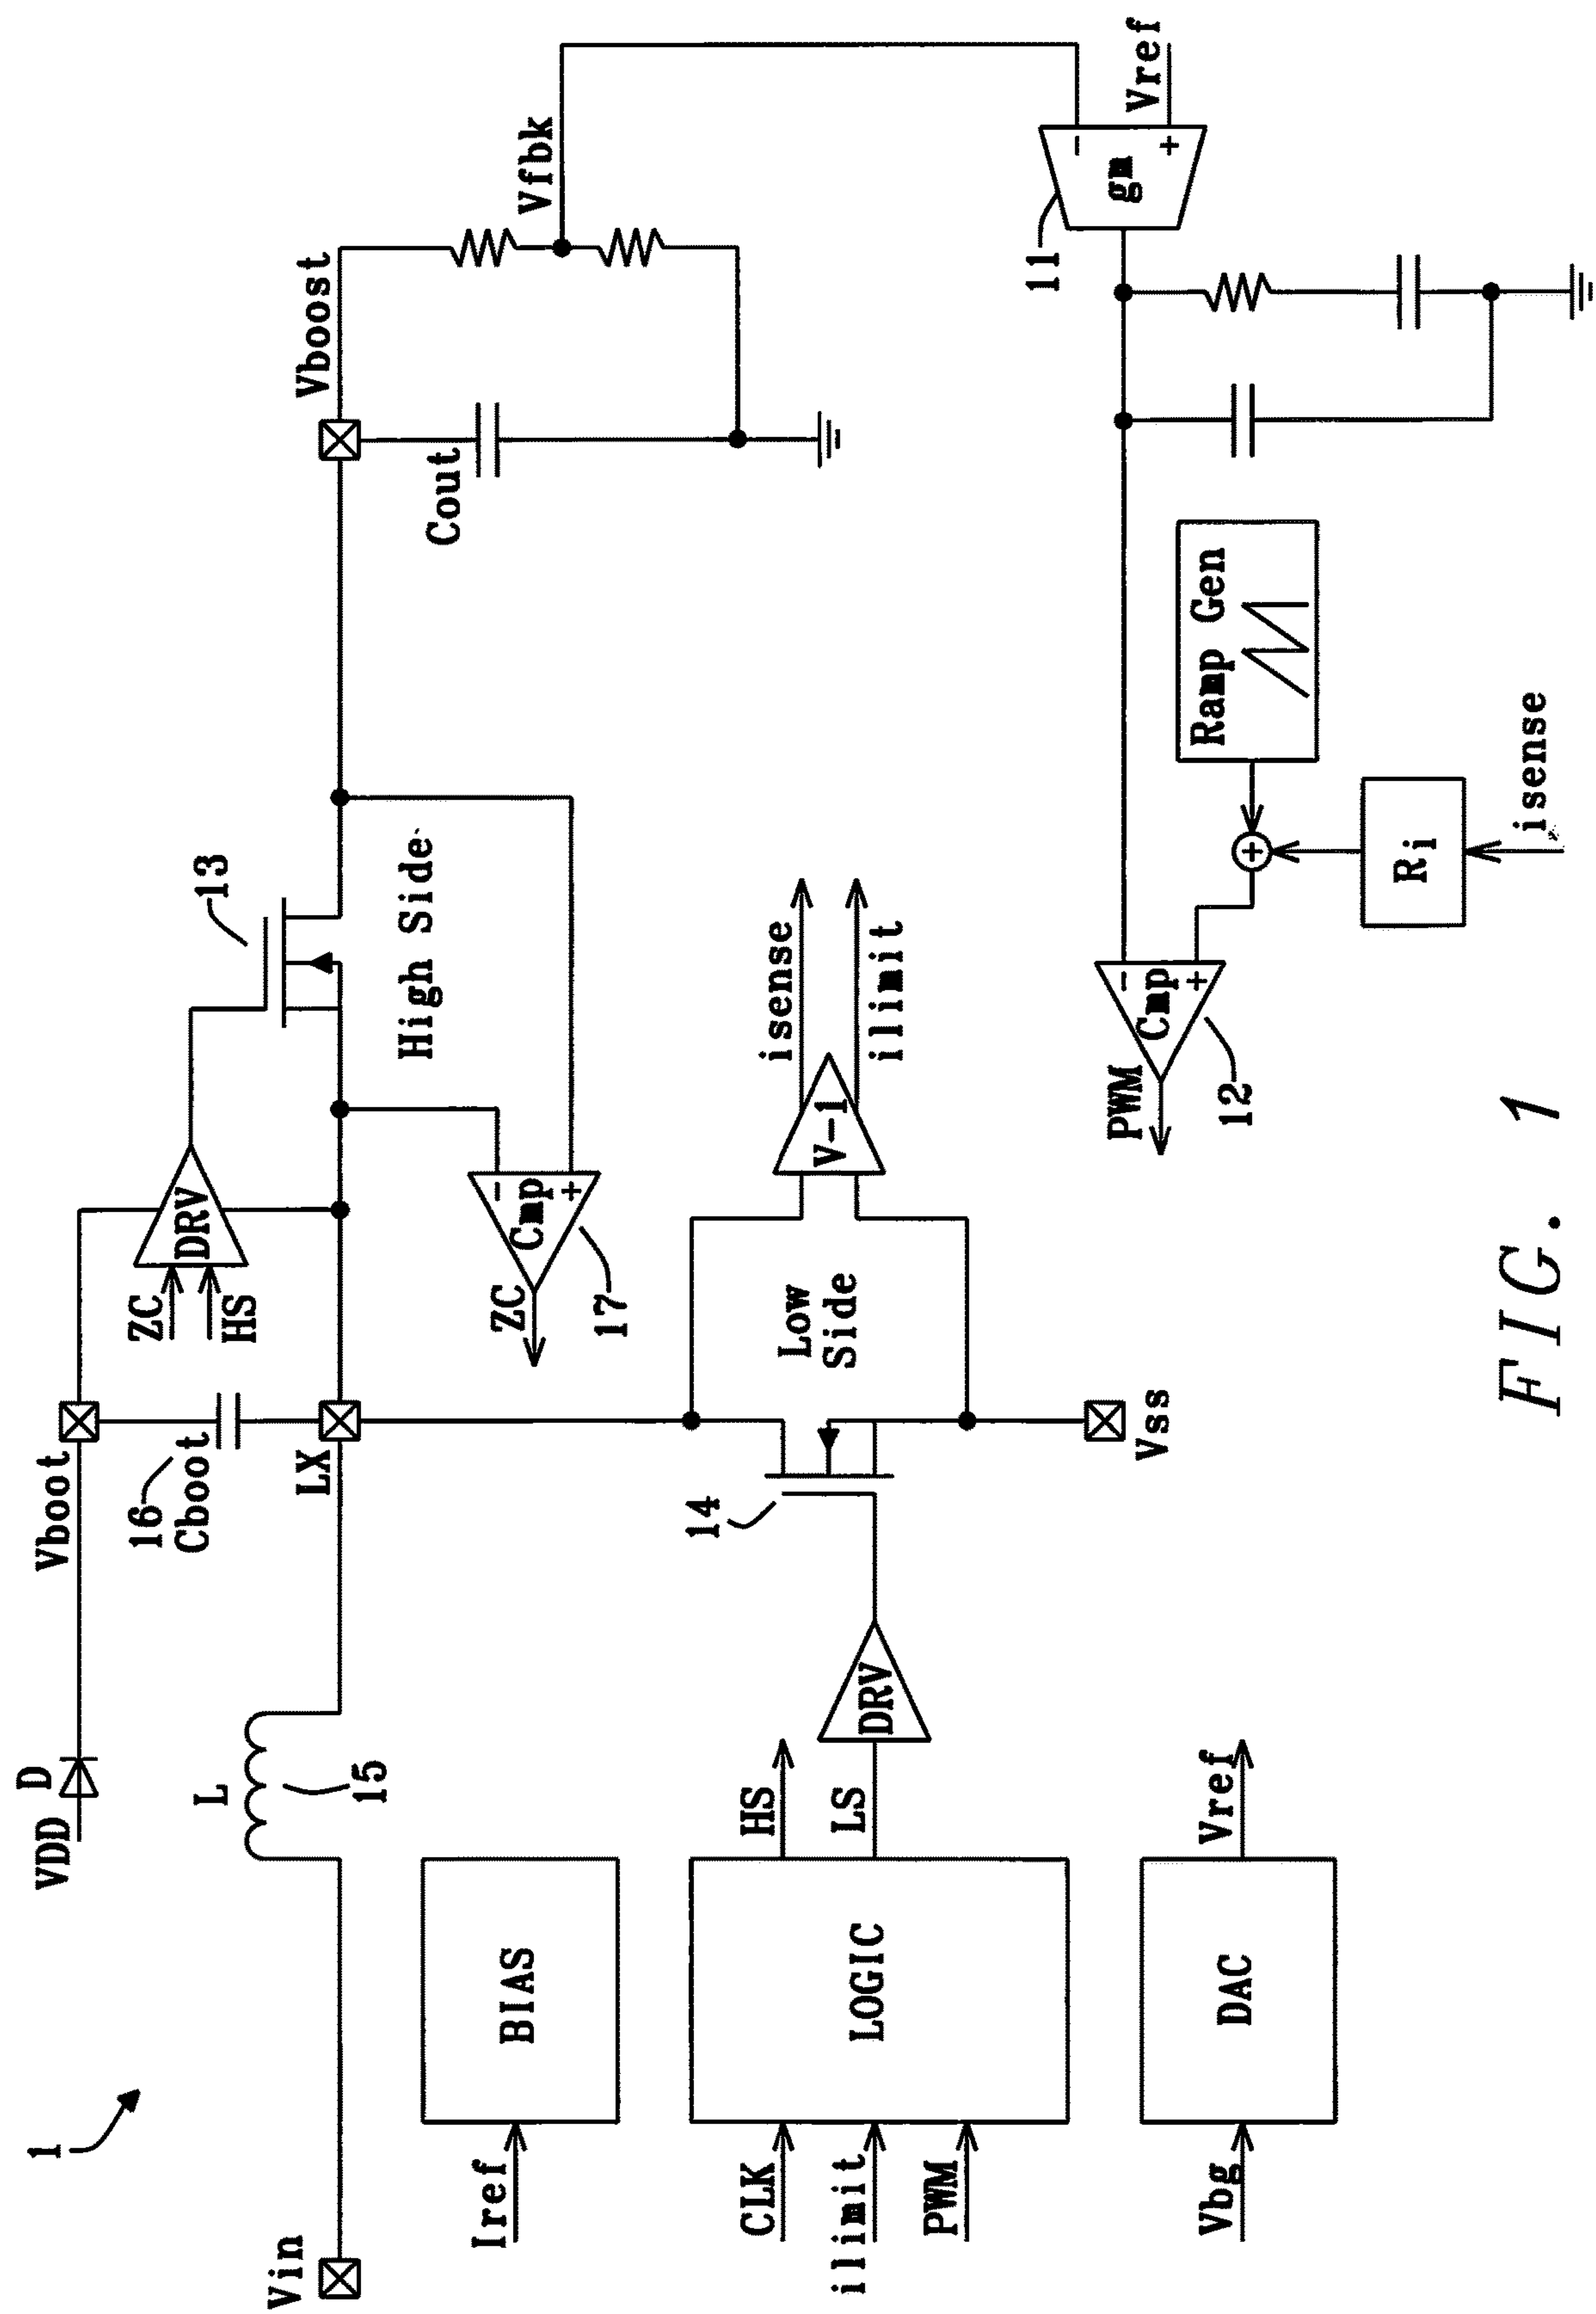 1
VDD
D
Vboot
16
Cboot
ZC
HS
DRV
13
High Side
Vin
L
15
LX
Vboost
Cout
Vfbk
-
Cmp
+
ZC
17
Iref
BIAS
CLK
ilimit
PWM
LOGIC
HS
LS
DRV
14
Low
Side
V-1
isense
ilimit
Vss
Vbg
DAC
Vref
PWM
-
Cmp
+
12
Ramp Gen
+
Ri
isense
11
gm
-
+
Vref
FIG. 1